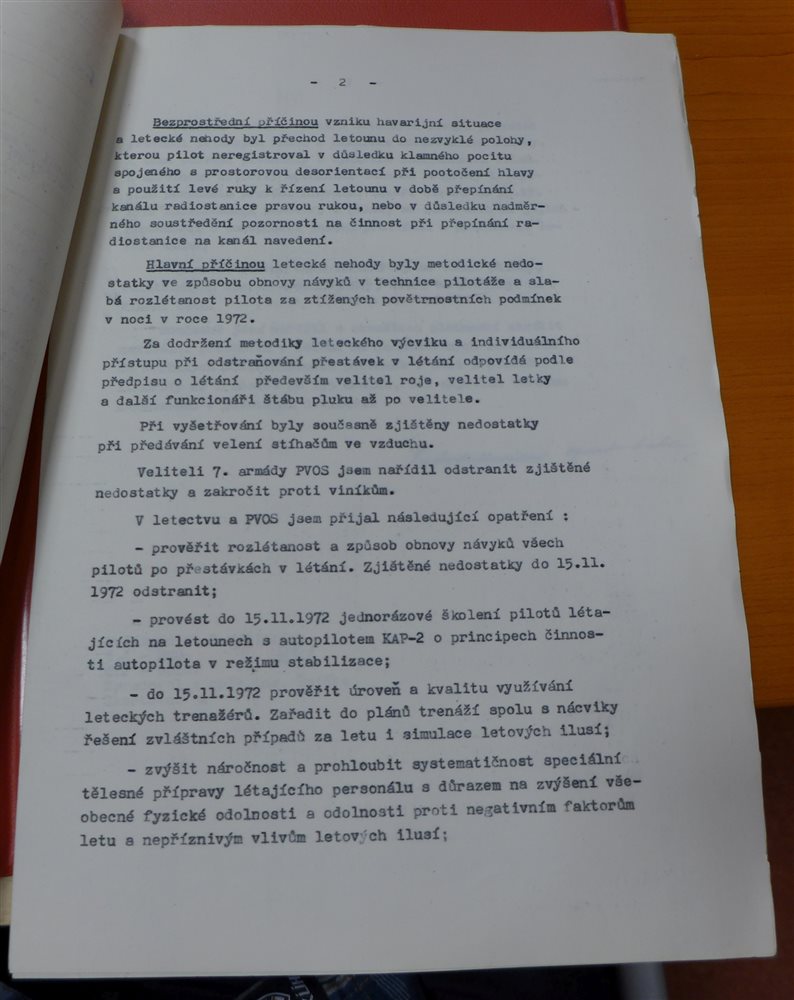 - 2 -
Bezprostřední příčinou vzniku havarijní situace
a letecké nehody byl přechod letounu do nezvyklé polohy,
kterou pilot neregistroval v důsledku klamného pocitu
spojeného s prostorovou desorientací při pootočení hlavy
a použití levé ruky k řízení letounu v době přepínání
kanálu radiostanice pravou rukou, nebo v důsledku nadměr-
ného soustředění pozornosti na činnost při přepínání ra-
diostanice na kanál navedení.
Hlavní příčinou letecké nehody byly metodické nedo-
statky ve způsobu obnovy návyků v technice pilotáže a sla-
bá rozlétanost pilota za ztížených povětrnostních podmínek
v noci v roce 1972.
Za dodržení metodiky leteckého výcviku a individuálního
přístupu při odstraňování přestávek v létání odpovídá podle
předpisu o létání především velitel roje, velitel letky
a další funkcionáři štábu pluku až po velitele.
Při vyšetřování byly současně zjištěny nedostatky
při předávání velení stíhačům ve vzduchu.
Veliteli 7. armády PVOS jsem nařídil odstranit zjištěné
nedostatky a zakročit proti viníkům.
V letectvu a PVOS jsem přijal následující opatření :
- prověřit rozlétanost a způsob obnovy návyků všech
pilotů po přestávkách v létání. Zjištěné nedostatky do 15.11.
1972 odstranit;
- provést do 15.11.1972 jednorázové školení pilotů léta-
jících na letounech s autopilotem KAP-2 o principech činnos-
ti autopilota v režimu stabilizace;
- do 15.11.1972 prověřit úroveň a kvalitu využívání
leteckých trenažérů. Zařadit do plánů trenáží spolu s nácviky
řešení zvláštních případů za letu i simulace letových ilusí;
- zvýšit náročnost a prohloubit systematičnost speciální
tělesné přípravy létajícího personálu s důrazem na zvýšení vše-
obecné fyzické odolnosti a odolnosti proti negativním faktorům
letu a nepříznivým vlivům letových ilusí;